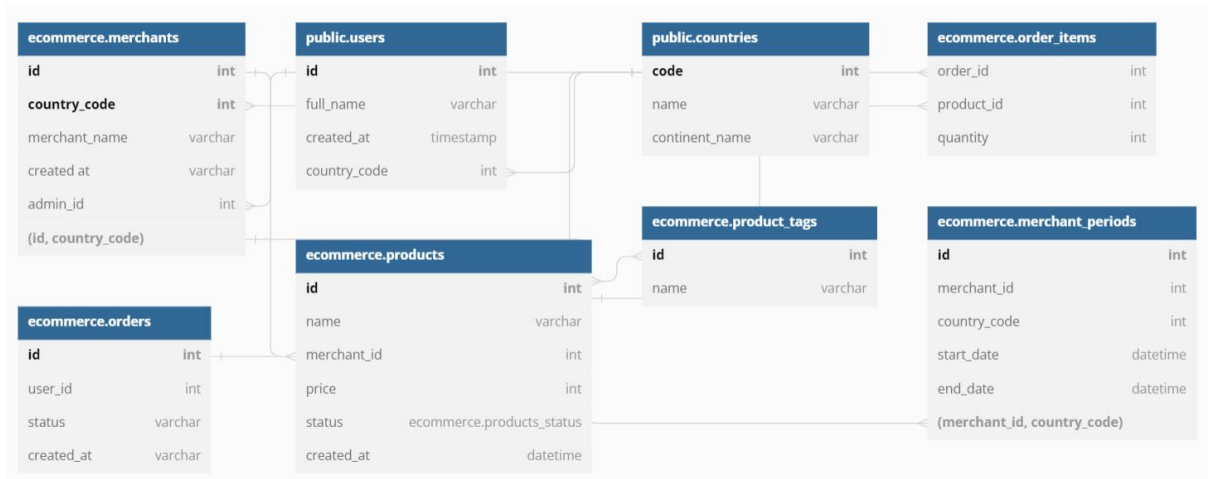 ecommerce.merchants
id int
country_code int
merchant_name varchar
created at varchar
admin_id int
(id, country_code)
public.users
id int
full_name varchar
created_at timestamp
country_code int
public.countries
code int
name varchar
continent_name varchar
ecommerce.order_items
order_id int
product_id int
quantity int
ecommerce.orders
id int
user_id int
status varchar
created_at varchar
ecommerce.products
id int
name varchar
merchant_id int
price int
status ecommerce.products_status
created_at datetime
ecommerce.product_tags
id int
name varchar
ecommerce.merchant_periods
id int
merchant_id int
country_code int
start_date datetime
end_date datetime
(merchant_id, country_code)